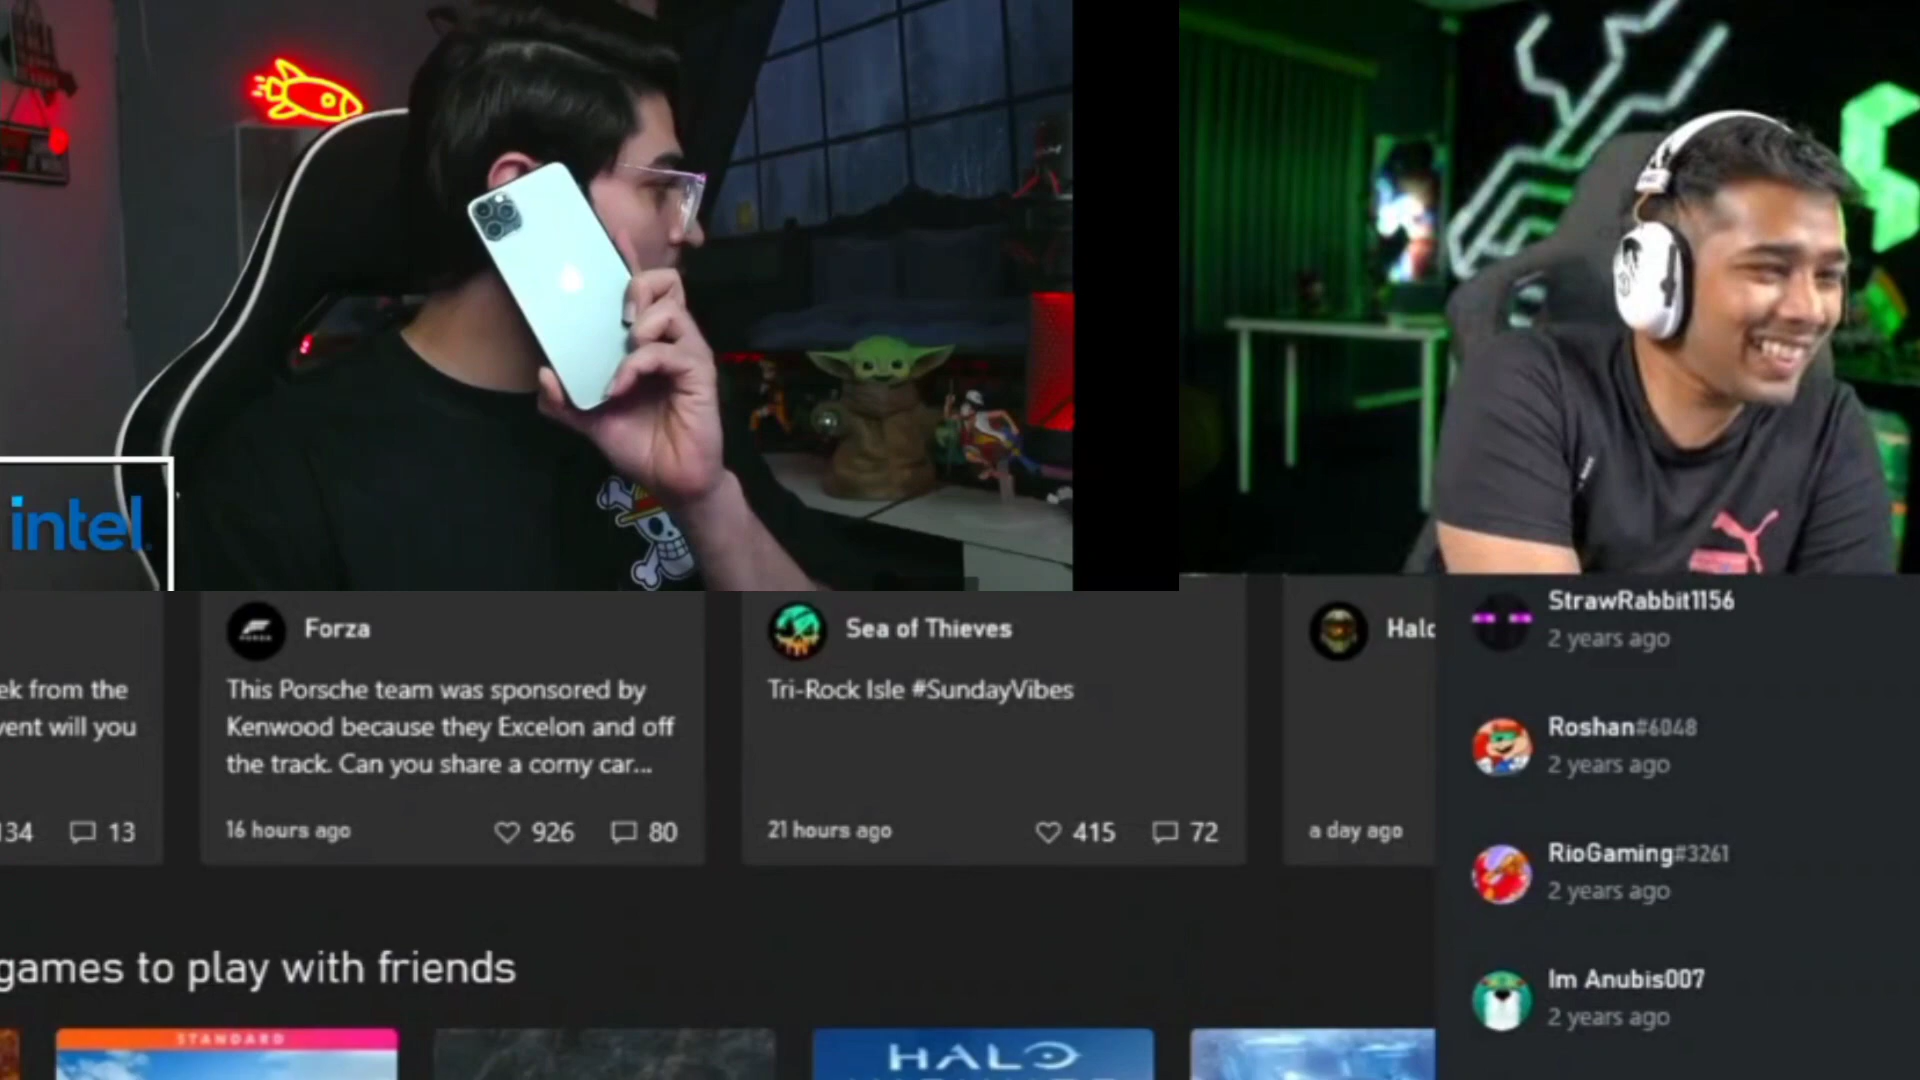 intel.
Forza
This Porsche team was sponsored by
Kenwood because they Excelon and off
the track. Can you share a corny car...
16 hours ago
926
80
Sea of Thieves
Tri-Rock Isle #SundayVibes
21 hours ago
415
72
Halo
a day ago
ek from the
vent will you
134
13
StrawRabbit1156
2 years ago
Roshan#6048
2 years ago
RioGaming#3261
2 years ago
Im Anubis007
2 years ago
games to play with friends
STANDARD
HALO